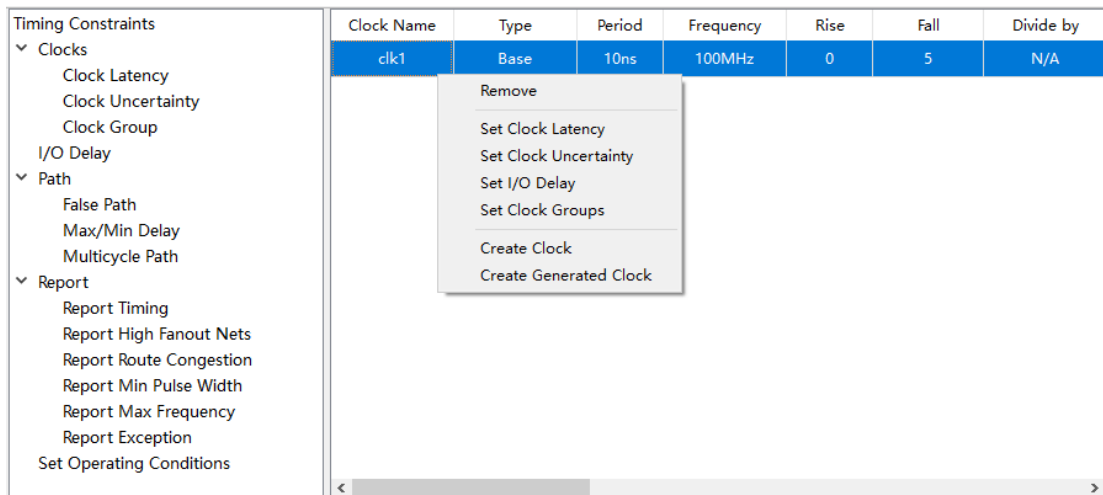 Timing Constraints
Clocks
Clock Latency
Clock Uncertainty
Clock Group
I/O Delay
Path
False Path
Max/Min Delay
Multicycle Path
Report
Report Timing
Report High Fanout Nets
Report Route Congestion
Report Min Pulse Width
Report Max Frequency
Report Exception
Set Operating Conditions
Clock Name Type Period Frequency Rise Fall Divide by
clk1 Base 10ns 100MHz 0 5 N/A
Remove
Set Clock Latency
Set Clock Uncertainty
Set I/O Delay
Set Clock Groups
Create Clock
Create Generated Clock